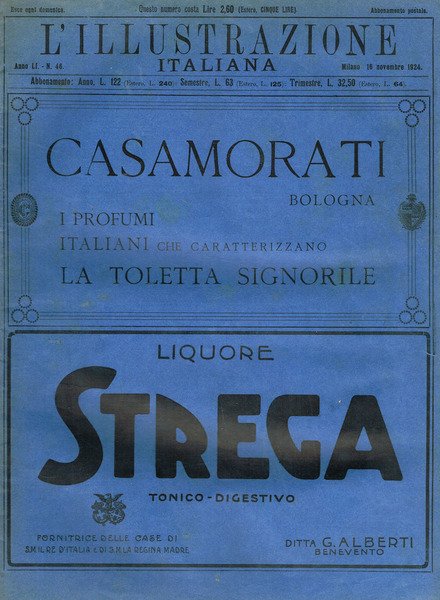 Esce ogni domenica.
Questo numero costa Lire 2,60 (Estero, CINQUE LIRE).
Abbonamento postale.
L'ILLUSTRAZIONE
Anno LI. - N. 46.
ITALIANA
Milano - 16 novembre 1924.
Abbonamento: Anno, L. 122 (Estero, L. 240); Semestre, L. 63 (Estero, L. 125); Trimestre, L. 32,50 (Estero, L. 64).
CASAMORATI
BOLOGNA
I PROFUMI
ITALIANI CHE CARATTERIZZANO
LA TOLETTA SIGNORILE
LIQUORE
STREGA
TONICO-DIGESTIVO
FORNITRICE DELLE CASE DI
S.M. IL RE D'ITALIA E DI S.M. LA REGINA MADRE
DITTA G. ALBERTI
BENEVENTO